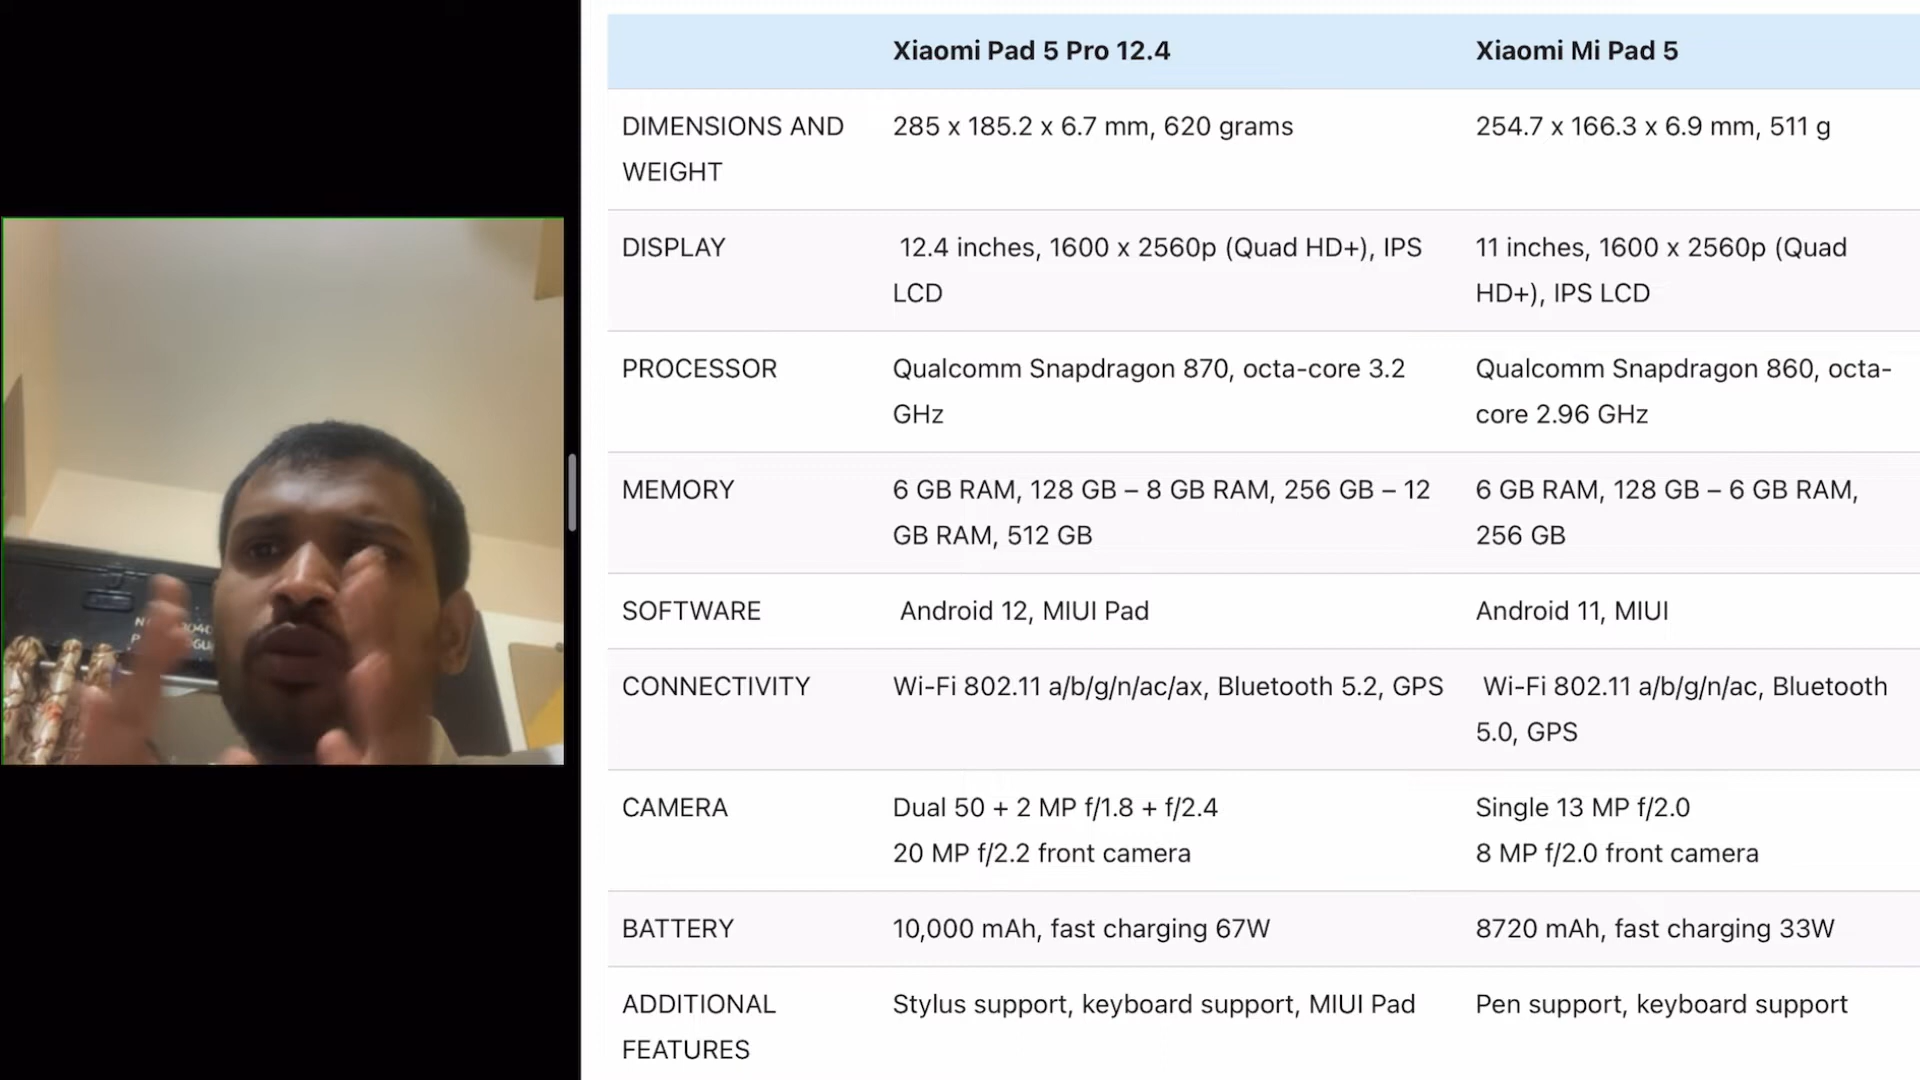 Xiaomi Pad 5 Pro 12.4 Xiaomi Mi Pad 5
DIMENSIONS AND 285 x 185.2 x 6.7 mm, 620 grams 254.7 x 166.3 x 6.9 mm, 511 g
WEIGHT
DISPLAY 12.4 inches, 1600 x 2560p (Quad HD+), IPS 11 inches, 1600 x 2560p (Quad
LCD HD+), IPS LCD
PROCESSOR Qualcomm Snapdragon 870, octa-core 3.2 Qualcomm Snapdragon 860, octa-
GHz core 2.96 GHz
MEMORY 6 GB RAM, 128 GB – 8 GB RAM, 256 GB – 12 6 GB RAM, 128 GB – 6 GB RAM,
GB RAM, 512 GB 256 GB
SOFTWARE Android 12, MIUI Pad Android 11, MIUI
CONNECTIVITY Wi-Fi 802.11 a/b/g/n/ac/ax, Bluetooth 5.2, GPS Wi-Fi 802.11 a/b/g/n/ac, Bluetooth
5.0, GPS
CAMERA Dual 50 + 2 MP f/1.8 + f/2.4 Single 13 MP f/2.0
20 MP f/2.2 front camera 8 MP f/2.0 front camera
BATTERY 10,000 mAh, fast charging 67W 8720 mAh, fast charging 33W
ADDITIONAL Stylus support, keyboard support, MIUI Pad Pen support, keyboard support
FEATURES